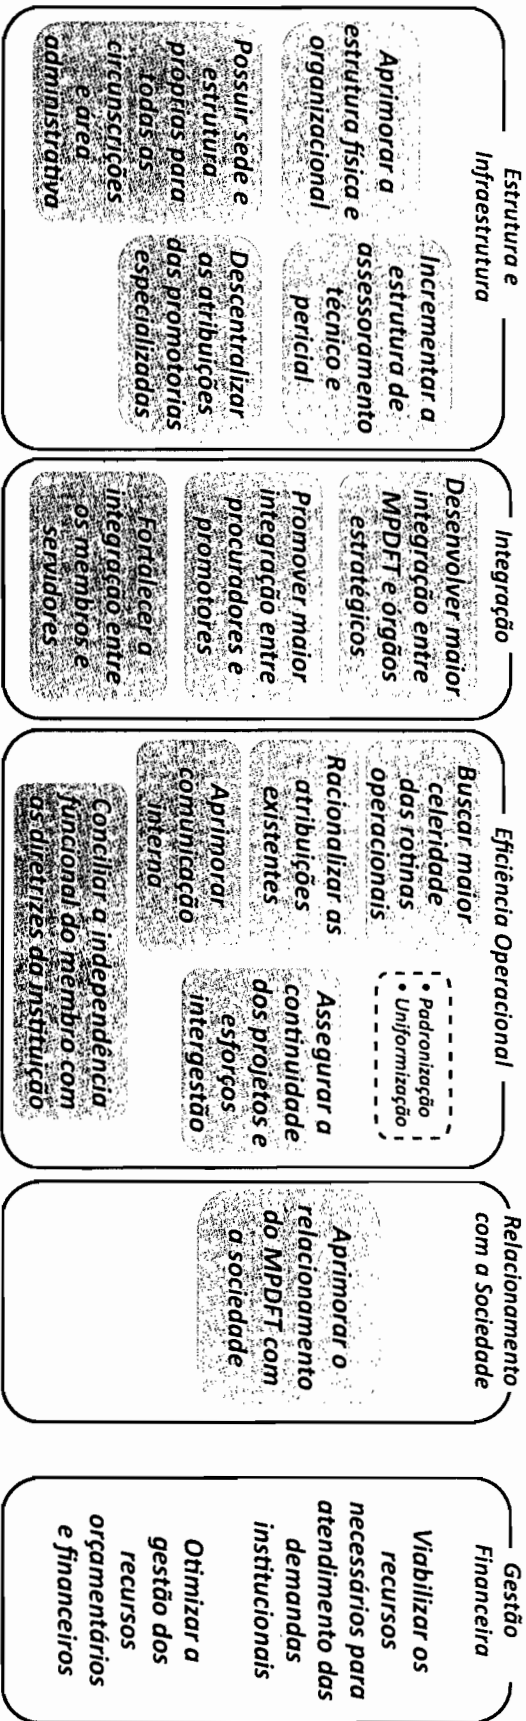 Estrutura e
Infraestrutura
Aprimorar a
estrutura física e
organizacional
Incrementar a
estrutura de
assessoramento
técnico e
pericial
Possuir sede e
estrutura
próprias para
todas as
circunscrições
e área
administrativa
Descentralizar
as atribuições
das promotorias
especializadas
Integração
Desenvolver maior
integração entre
MPDFT e órgãos
estratégicos
Promover maior
integração entre
procuradores e
promotores
Fortalecer a
integração entre
os membros e
servidores
Eficiência Operacional
Buscar maior
celeridade
das rotinas
operacionais
• Padronização
• Uniformização
Racionalizar as
atribuições
existentes
Assegurar a
continuidade
dos projetos e
esforços
intergestão
Aprimorar
comunicação
interna
Conciliar a independência
funcional do membro com
as diretrizes da instituição
Relacionamento
com a Sociedade
Aprimorar o
relacionamento
do MPDFT com
a sociedade
Gestão
Financeira
Viabilizar os
recursos
necessários para
atendimento das
demandas
institucionais
Otimizar a
gestão dos
recursos
orçamentários
e financeiros